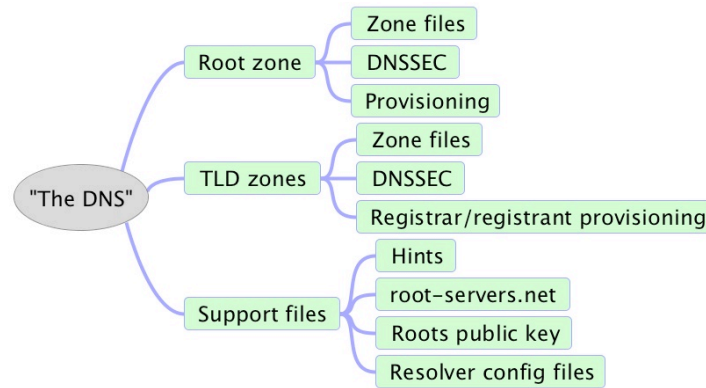 "The DNS"
Root zone
Zone files
DNSSEC
Provisioning
TLD zones
Zone files
DNSSEC
Registrar/registrant provisioning
Support files
Hints
root-servers.net
Roots public key
Resolver config files